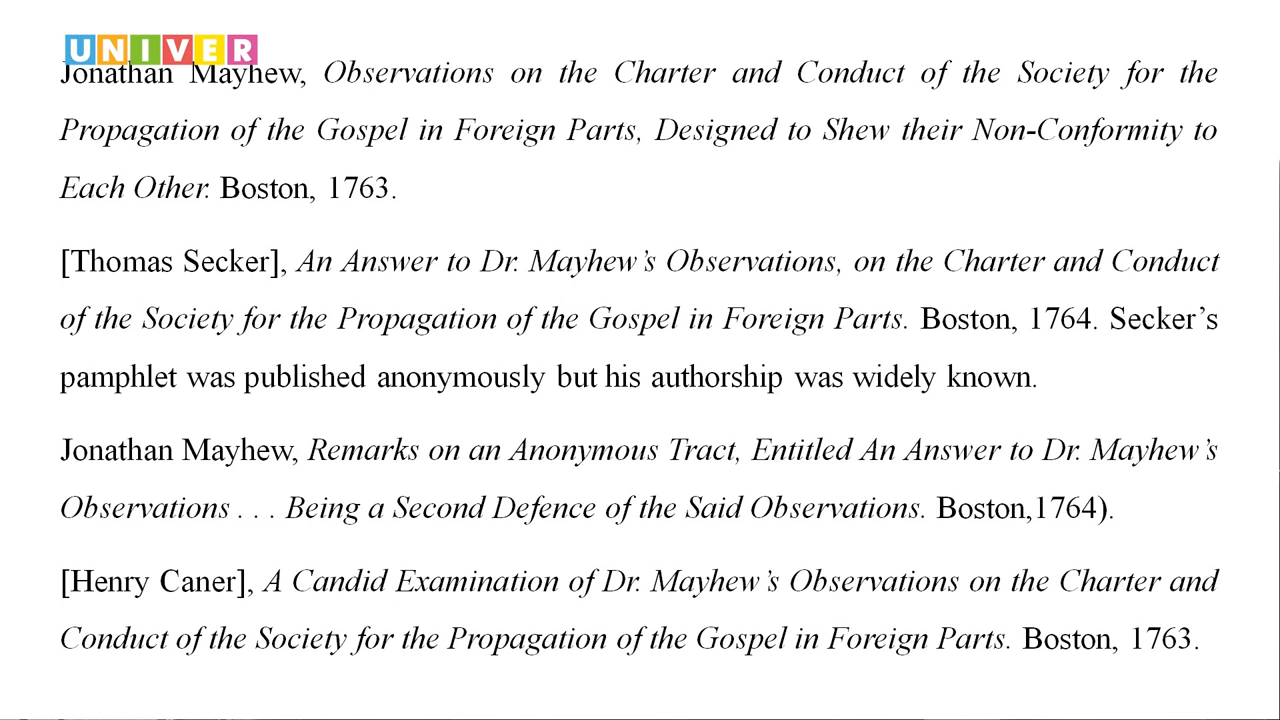 UNIVER
Jonathan Mayhew, Observations on the Charter and Conduct of the Society for the
Propagation of the Gospel in Foreign Parts, Designed to Shew their Non-Conformity to
Each Other. Boston, 1763.
[Thomas Secker], An Answer to Dr. Mayhew’s Observations, on the Charter and Conduct
of the Society for the Propagation of the Gospel in Foreign Parts. Boston, 1764. Secker’s
pamphlet was published anonymously but his authorship was widely known.
Jonathan Mayhew, Remarks on an Anonymous Tract, Entitled An Answer to Dr. Mayhew’s
Observations . . . Being a Second Defence of the Said Observations. Boston,1764).
[Henry Caner], A Candid Examination of Dr. Mayhew’s Observations on the Charter and
Conduct of the Society for the Propagation of the Gospel in Foreign Parts. Boston, 1763.